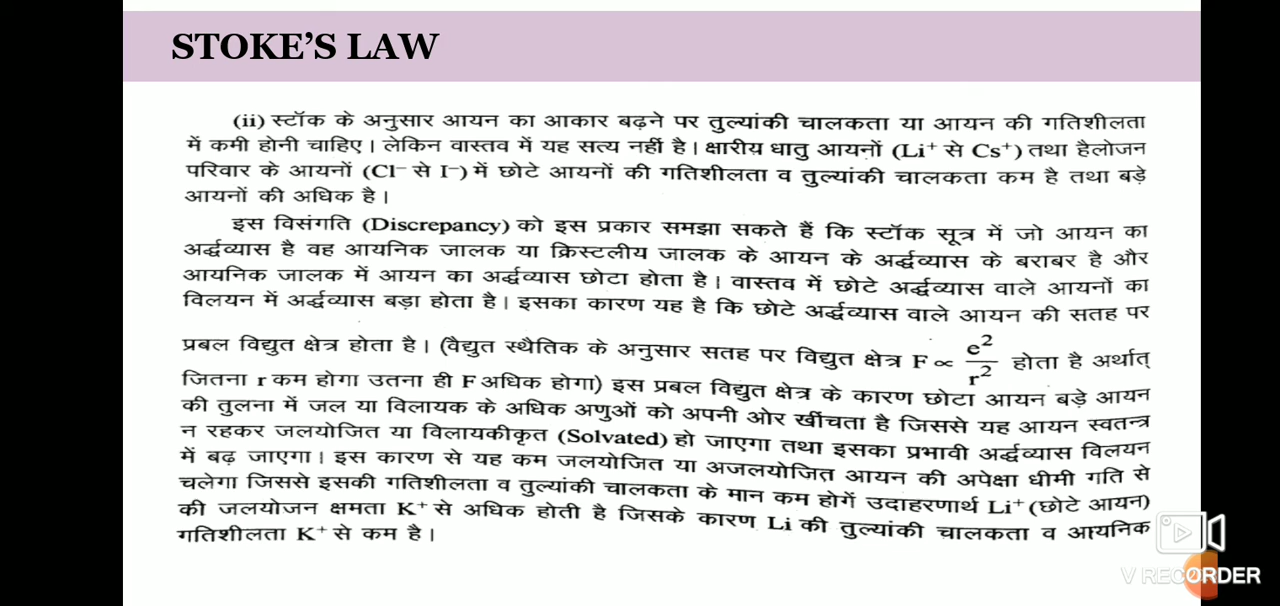 STOKE'S LAW
(ii) स्टॉक के अनुसार आयन का आकार बढ़ने पर तुल्यांकी चालकता या आयन की गतिशीलता
में कमी होनी चाहिए। लेकिन वास्तव में यह सत्य नहीं है। क्षारीय धातु आयनों (Li⁺ से Cs⁺) तथा हैलोजन
परिवार के आयनों (Cl⁻ से I⁻) में छोटे आयनों की गतिशीलता व तुल्यांकी चालकता कम है तथा बड़े
आयनों की अधिक है।
इस विसंगति (Discrepancy) को इस प्रकार समझा सकते हैं कि स्टॉक सूत्र में जो आयन का
अर्द्धव्यास है वह आयनिक जालक या क्रिस्टलीय जालक के आयन के अर्द्धव्यास के बराबर है और
आयनिक जालक में आयन का अर्द्धव्यास छोटा होता है। वास्तव में छोटे अर्द्धव्यास वाले आयनों का
विलयन में अर्द्धव्यास बड़ा होता है। इसका कारण यह है कि छोटे अर्द्धव्यास वाले आयन की सतह पर
प्रबल विद्युत क्षेत्र होता है। (वैद्युत स्थैतिक के अनुसार सतह पर विद्युत क्षेत्र F ∝ e²/r² होता है अर्थात्
जितना r कम होगा उतना ही F अधिक होगा) इस प्रबल विद्युत क्षेत्र के कारण छोटा आयन बड़े आयन
की तुलना में जल या विलायक के अधिक अणुओं को अपनी ओर खींचता है जिससे यह आयन स्वतन्त्र
न रहकर जलयोजित या विलायकीकृत (Solvated) हो जाएगा तथा इसका प्रभावी अर्द्धव्यास विलयन
में बढ़ जाएगा। इस कारण से यह कम जलयोजित या अजलयोजित आयन की अपेक्षा धीमी गति से
चलेगा जिससे इसकी गतिशीलता व तुल्यांकी चालकता के मान कम होगें उदाहरणार्थ Li⁺ (छोटे आयन)
की जलयोजन क्षमता K⁺ से अधिक होती है जिसके कारण Li की तुल्यांकी चालकता व आयनिक
गतिशीलता K⁺ से कम है।
V RECORDER